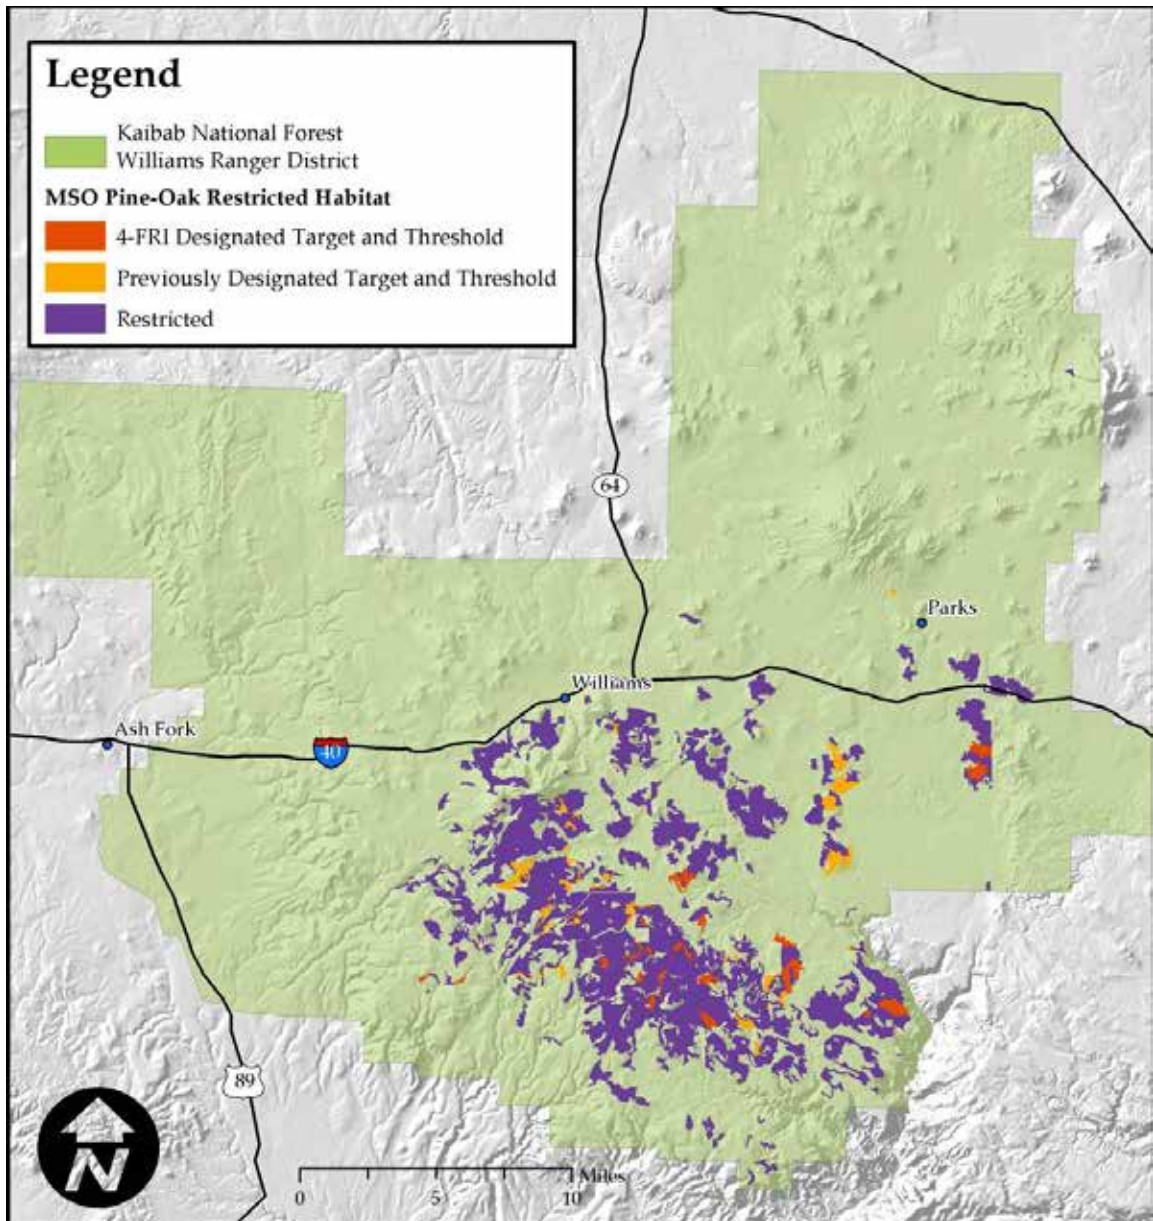 Legend
Kaibab National Forest
Williams Ranger District
MSO Pine-Oak Restricted Habitat
4-FRI Designated Target and Threshold
Previously Designated Target and Threshold
Restricted
64
Parks
Williams
Ash Fork
40
89
N
Miles
0 5 10